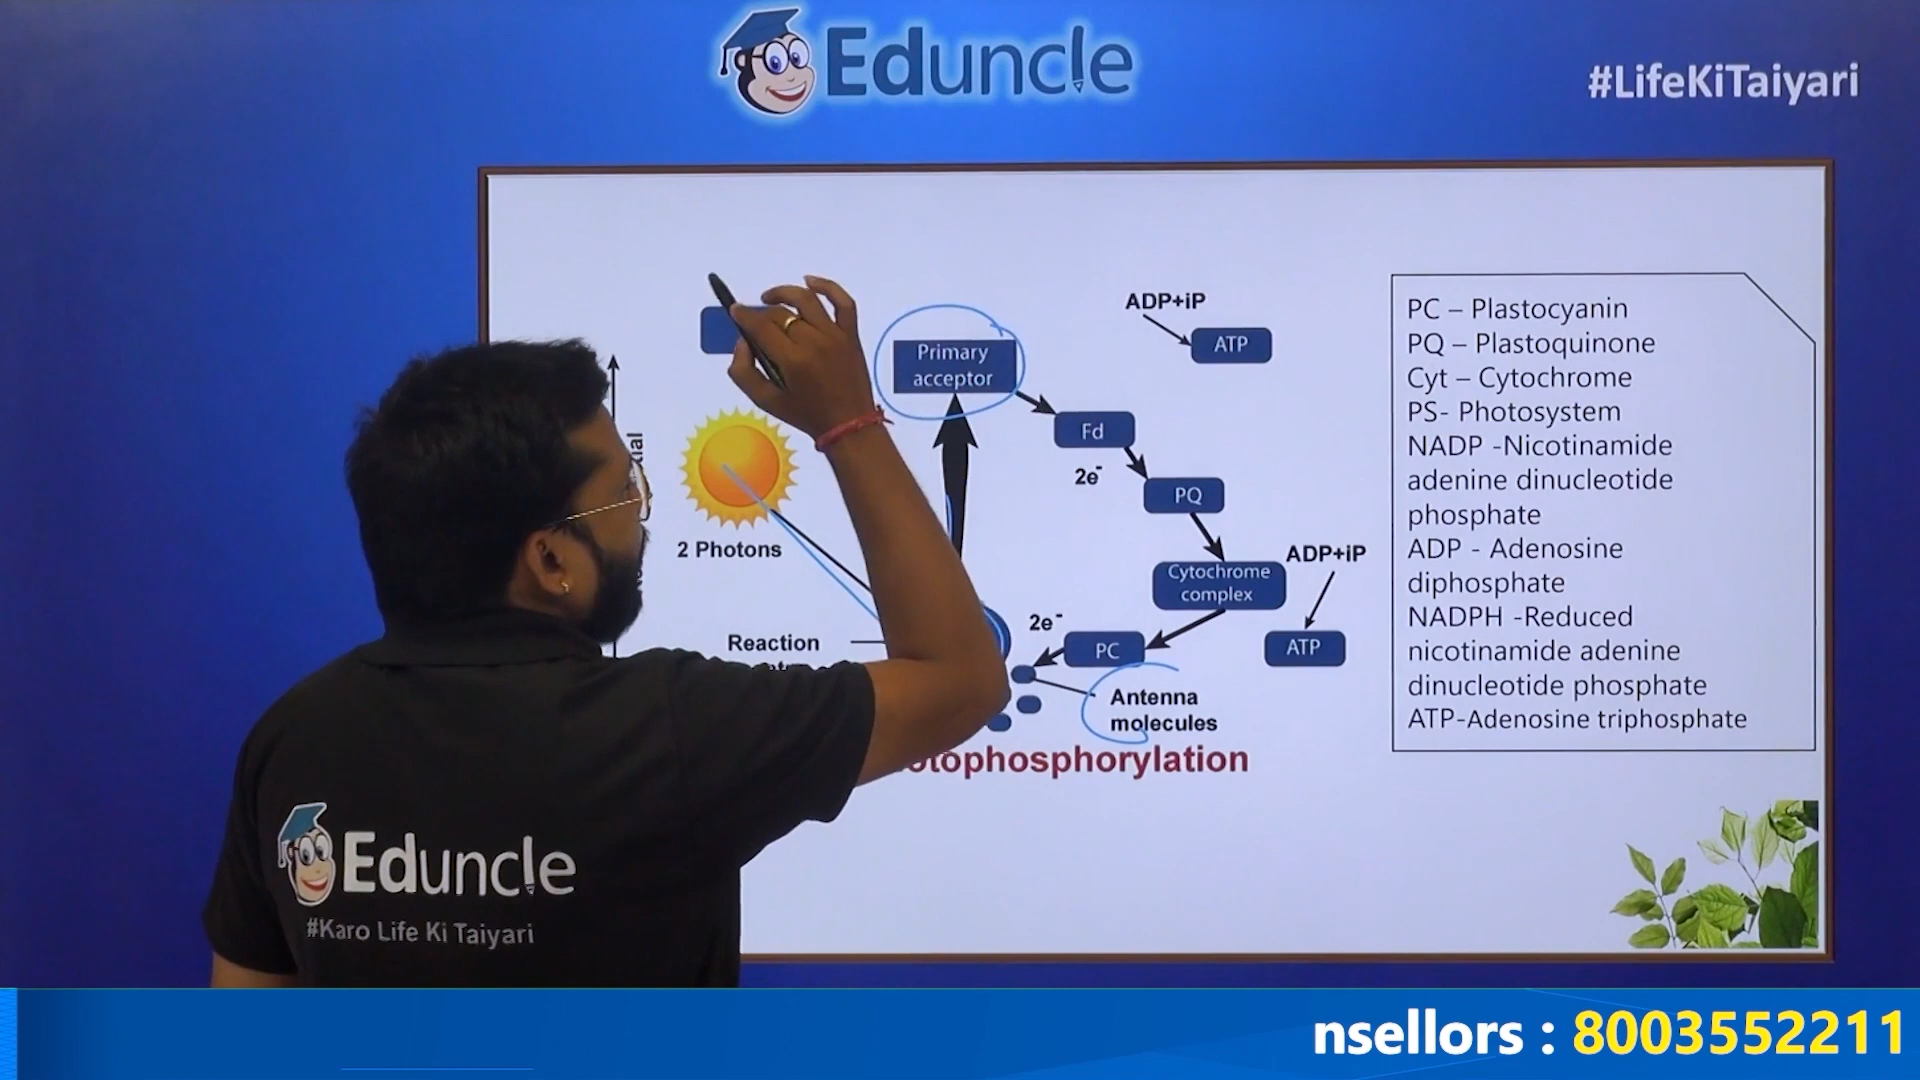 Eduncle
#LifeKiTaiyari
Primary
acceptor
ADP+iP
ATP
Fd
2e⁻
PQ
2 Photons
Cytochrome
complex
ADP+iP
ATP
2e⁻
PC
Reaction
Antenna
molecules
otophosphorylation
PC – Plastocyanin
PQ – Plastoquinone
Cyt – Cytochrome
PS- Photosystem
NADP -Nicotinamide
adenine dinucleotide
phosphate
ADP - Adenosine
diphosphate
NADPH -Reduced
nicotinamide adenine
dinucleotide phosphate
ATP-Adenosine triphosphate
Eduncle
#Karo Life Ki Taiyari
nsellors : 8003552211